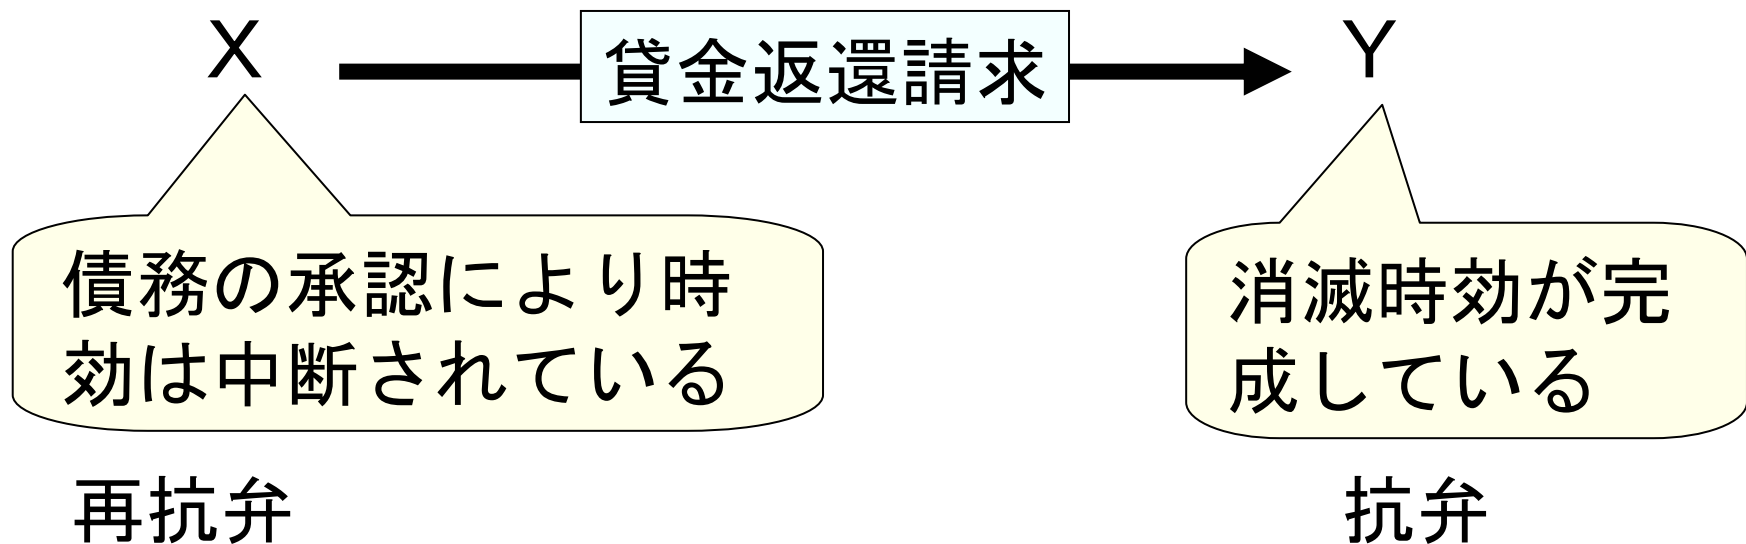 X
貸金返還請求
Y
債務の承認により時
効は中断されている
消滅時効が完
成している
再抗弁
抗弁